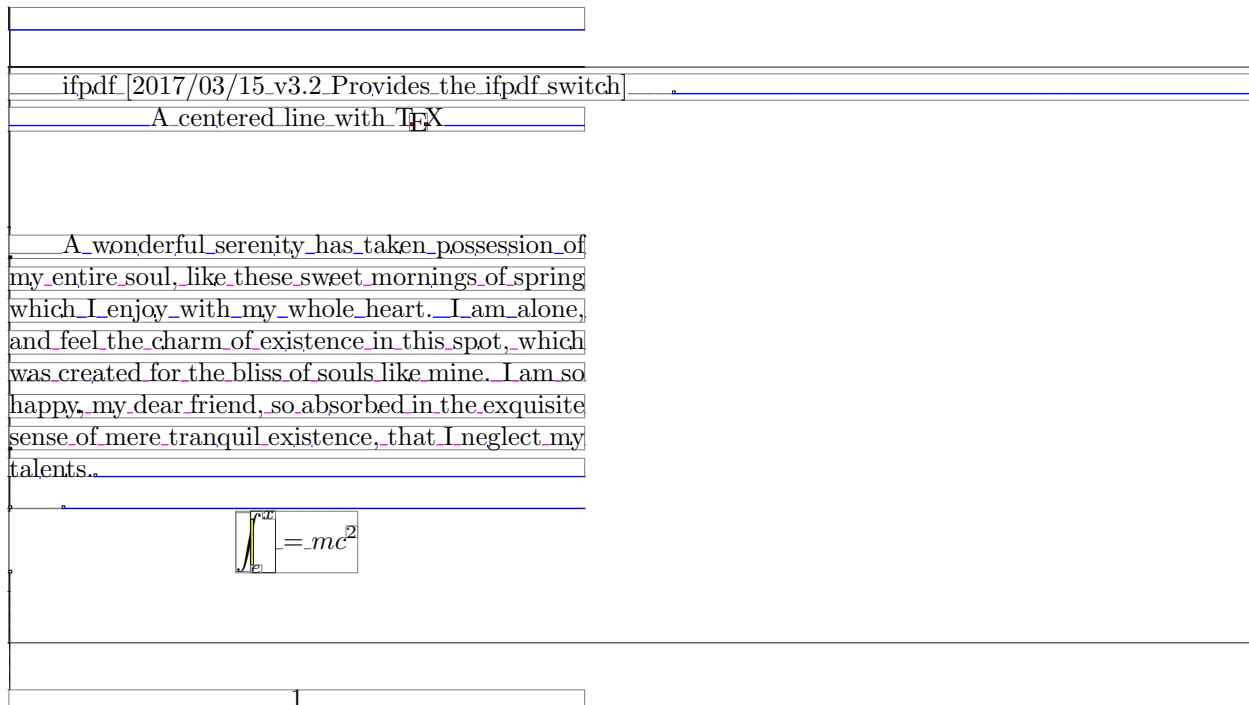 ifpdf [2017/03/15 v3.2 Provides the ifpdf switch]
A centered line with TEX
A wonderful serenity has taken possession of
my entire soul, like these sweet mornings of spring
which I enjoy with my whole heart. I am alone,
and feel the charm of existence in this spot, which
was created for the bliss of souls like mine. I am so
happy, my dear friend, so absorbed in the exquisite
sense of mere tranquil existence, that I neglect my
talents.
∫ₑˣ = mc²
1